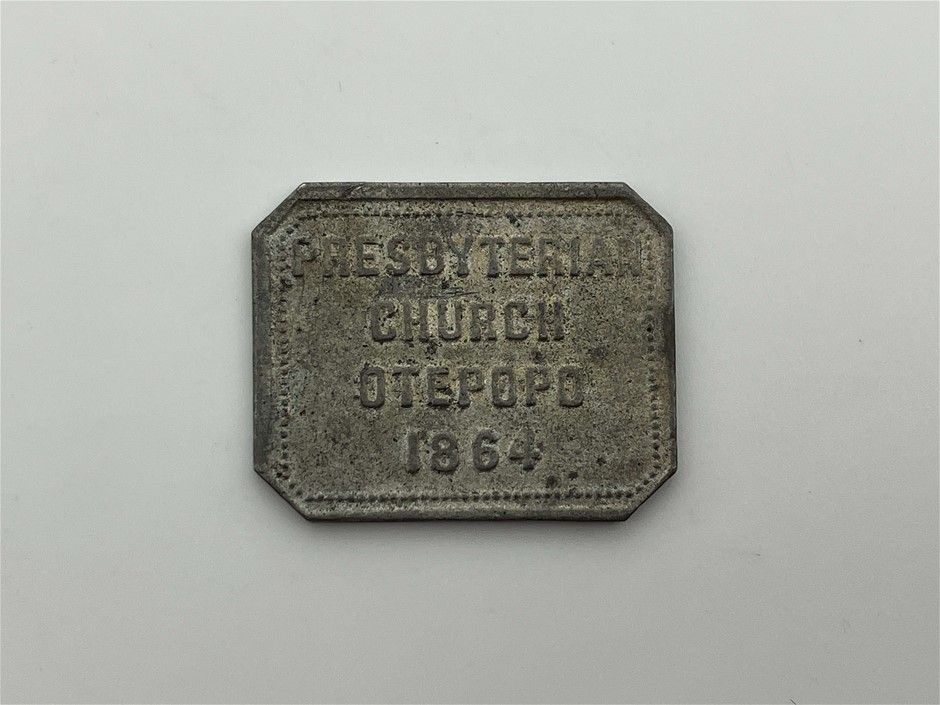 PRESBYTERIAN
CHURCH
OTEPOPO
1864